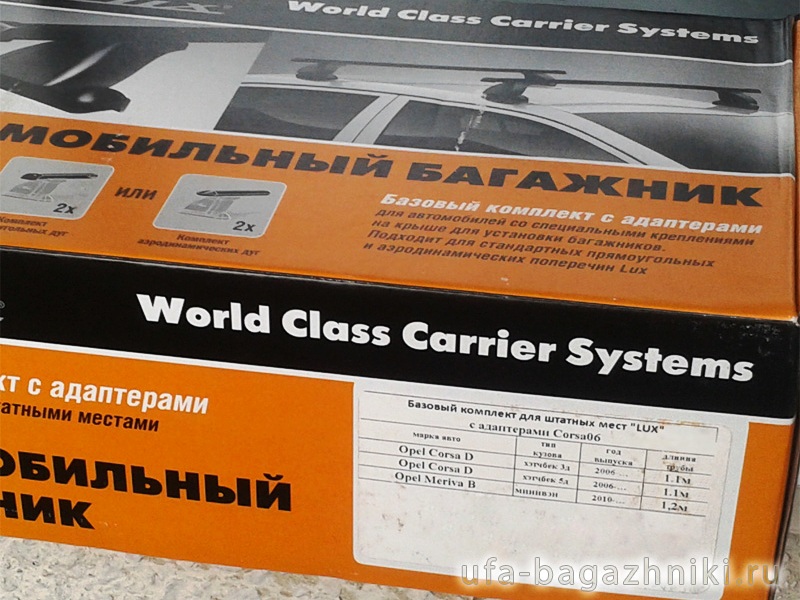 World Class Carrier Systems
МОБИЛЬНЫЙ БАГАЖНИК
2x
или
2x
Комплект
аэродинамических дуг
Базовый комплект с адаптерами
для автомобилей со специальными креплениями
на крыше для установки багажников.
Подходит для стандартных прямоугольных
и аэродинамических поперечин Lux
World Class Carrier Systems
кт с адаптерами
татными местами
ОБИЛЬНЫЙ
НИК
Базовый комплект для штатных мест "LUX"
с адаптерами Corsa06
марка авто тип кузова год выпуска длинна трубы
Opel Corsa D хэтчбек 3д 2006-... 1.1м
Opel Corsa D хэтчбек 5д 2006-... 1.1м
Opel Meriva B минивэн 2010-... 1,2м
ufa-bagazhniki.ru